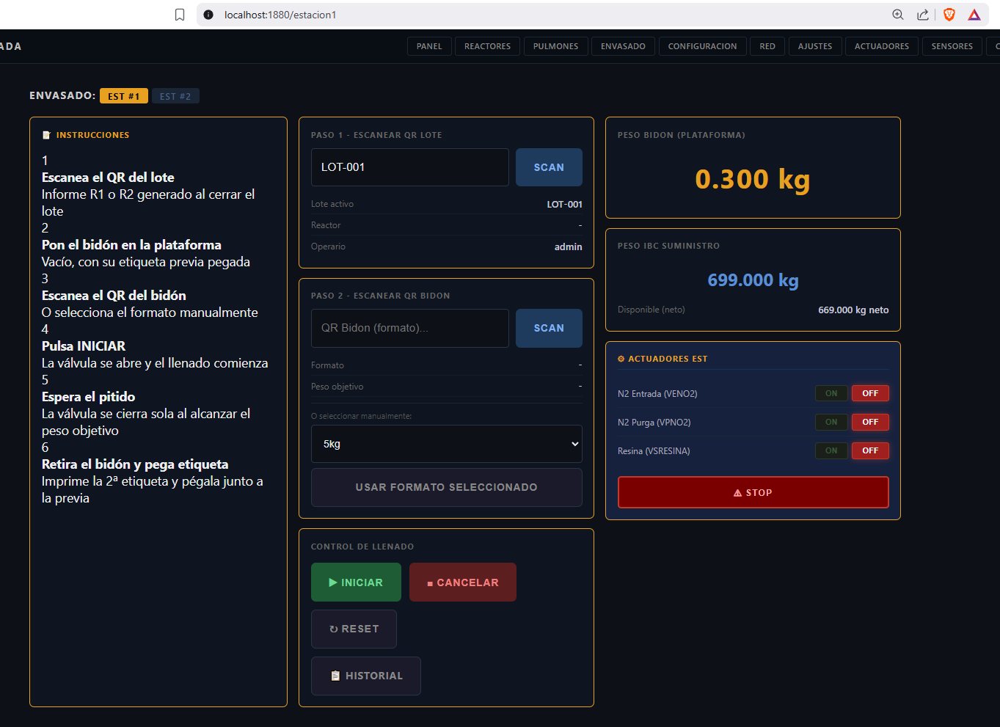 localhost:1880/estacion1
ADA
PANEL
REACTORES
PULMONES
ENVASADO
CONFIGURACION
RED
AJUSTES
ACTUADORES
SENSORES
ENVASADO:
EST #1
EST #2
INSTRUCCIONES
1
Escanea el QR del lote
Informe R1 o R2 generado al cerrar el
lote
2
Pon el bidón en la plataforma
Vacío, con su etiqueta previa pegada
3
Escanea el QR del bidón
O selecciona el formato manualmente
4
Pulsa INICIAR
La válvula se abre y el llenado comienza
5
Espera el pitido
La válvula se cierra sola al alcanzar el
peso objetivo
6
Retira el bidón y pega etiqueta
Imprime la 2ª etiqueta y pégala junto a
la previa
PASO 1 - ESCANEAR QR LOTE
LOT-001
SCAN
Lote activo
LOT-001
Reactor
-
Operario
admin
PASO 2 - ESCANEAR QR BIDON
QR Bidon (formato)...
SCAN
Formato
-
Peso objetivo
-
O seleccionar manualmente:
5kg
USAR FORMATO SELECCIONADO
CONTROL DE LLENADO
▶ INICIAR
■ CANCELAR
↻ RESET
HISTORIAL
PESO BIDON (PLATAFORMA)
0.300 kg
PESO IBC SUMINISTRO
699.000 kg
Disponible (neto)
669.000 kg neto
⚙ ACTUADORES EST
N2 Entrada (VENO2)
ON
OFF
N2 Purga (VPNO2)
ON
OFF
Resina (VSRESINA)
ON
OFF
⚠ STOP